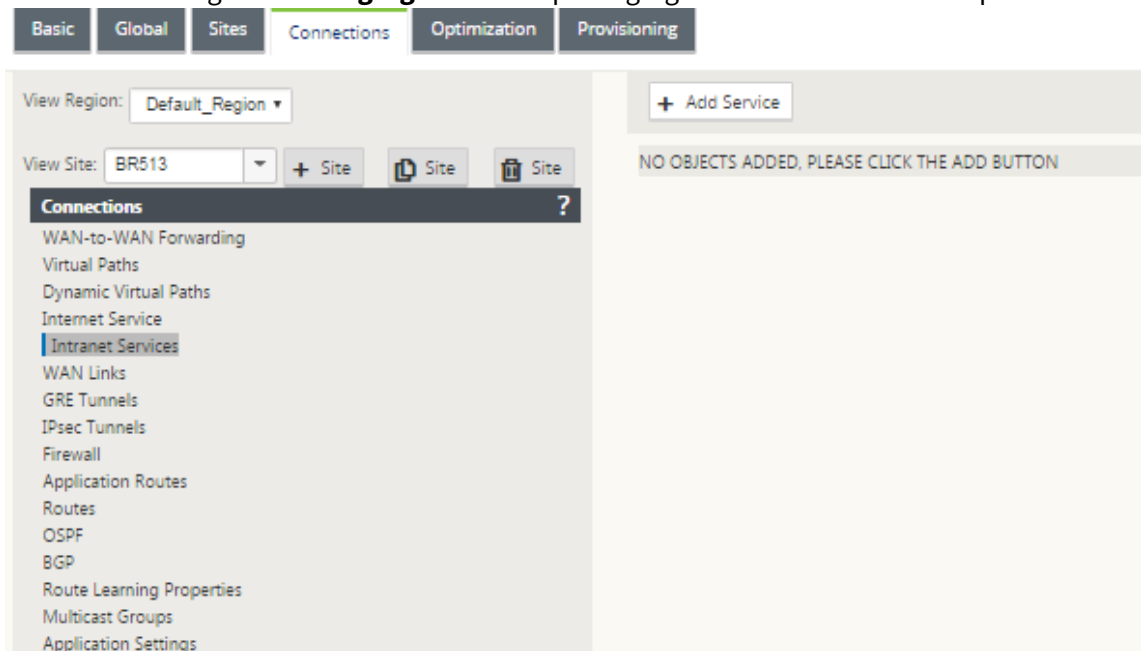 Basic Global Sites Connections Optimization Provisioning
View Region: Default_Region
+ Add Service
View Site: BR513 + Site Site Site
NO OBJECTS ADDED, PLEASE CLICK THE ADD BUTTON
Connections ?
WAN-to-WAN Forwarding
Virtual Paths
Dynamic Virtual Paths
Internet Service
Intranet Services
WAN Links
GRE Tunnels
IPsec Tunnels
Firewall
Application Routes
Routes
OSPF
BGP
Route Learning Properties
Multicast Groups
Application Settings